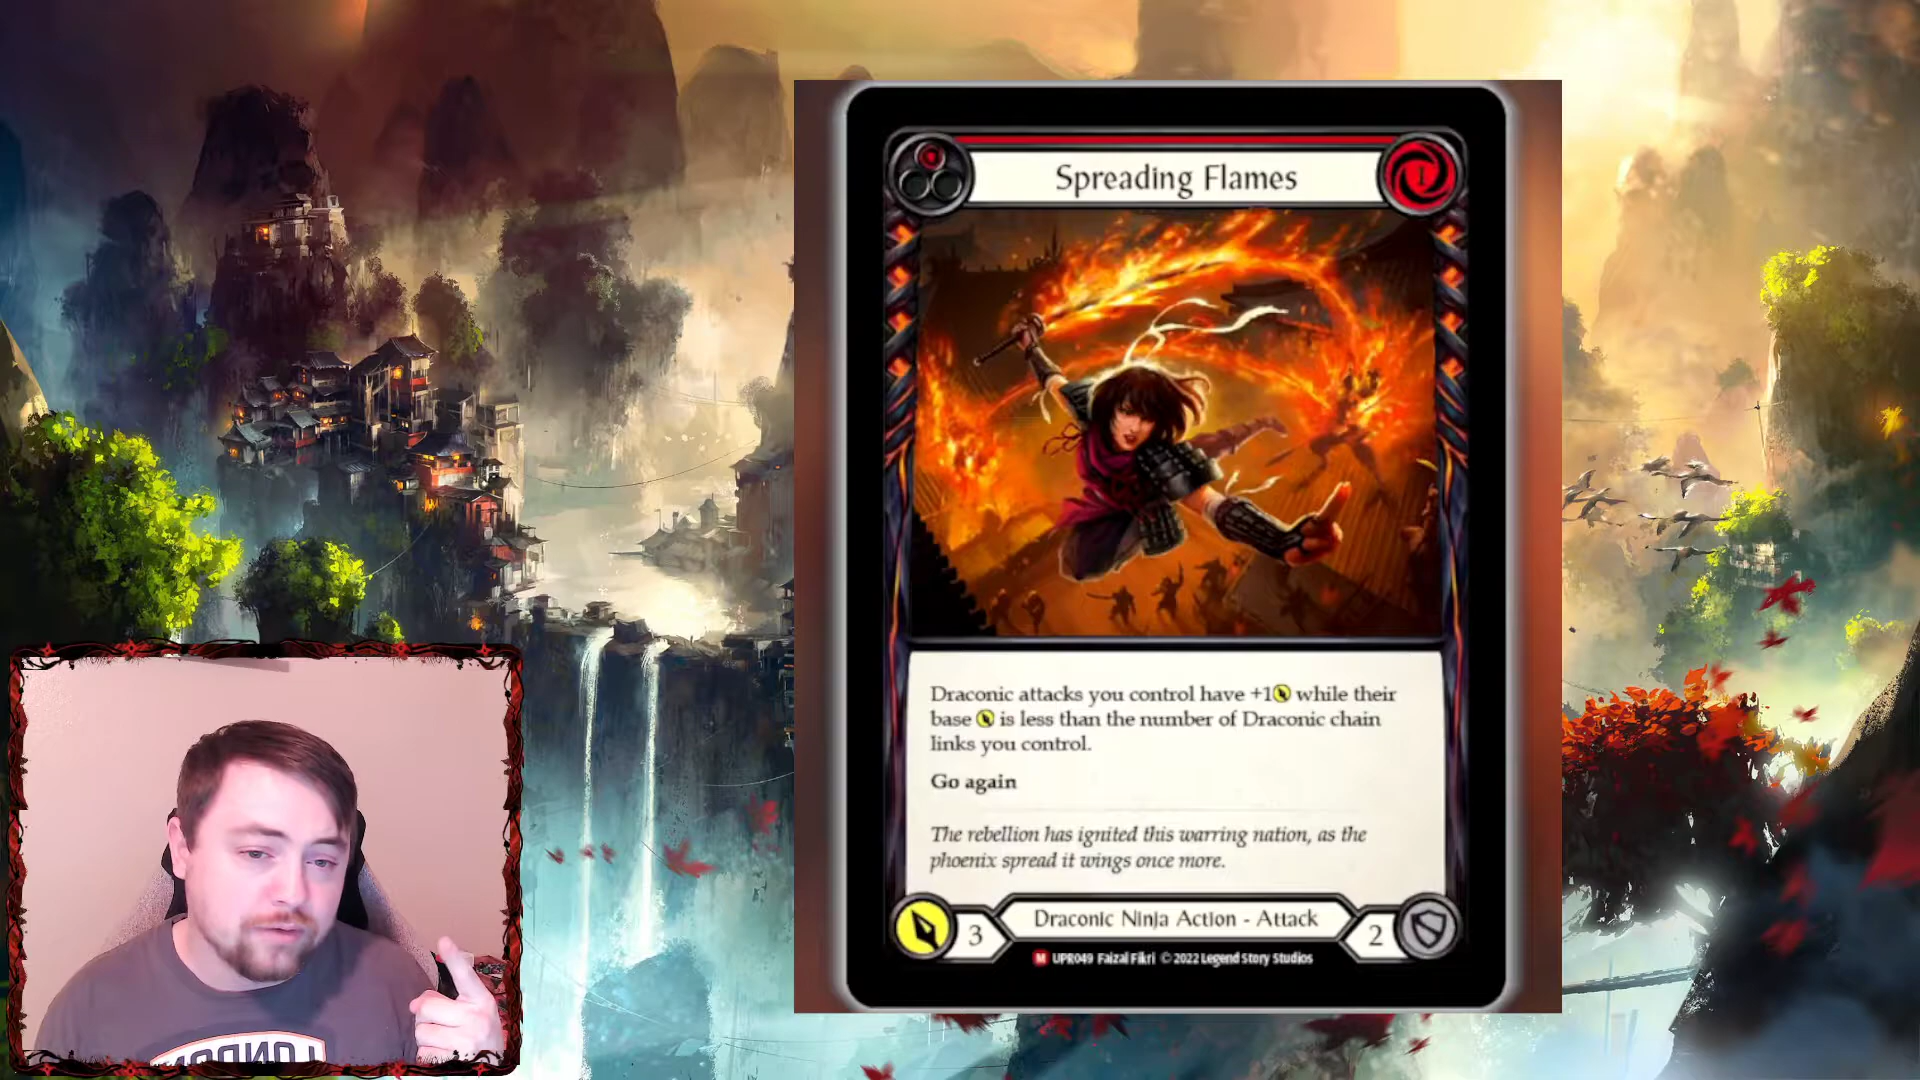 1
Spreading Flames
Draconic attacks you control have +1 while their
base is less than the number of Draconic chain
links you control.
Go again
The rebellion has ignited this warring nation, as the
phoenix spread it wings once more.
3
Draconic Ninja Action - Attack
2
M UPR049 Faizal Fikri © 2022 Legend Story Studios